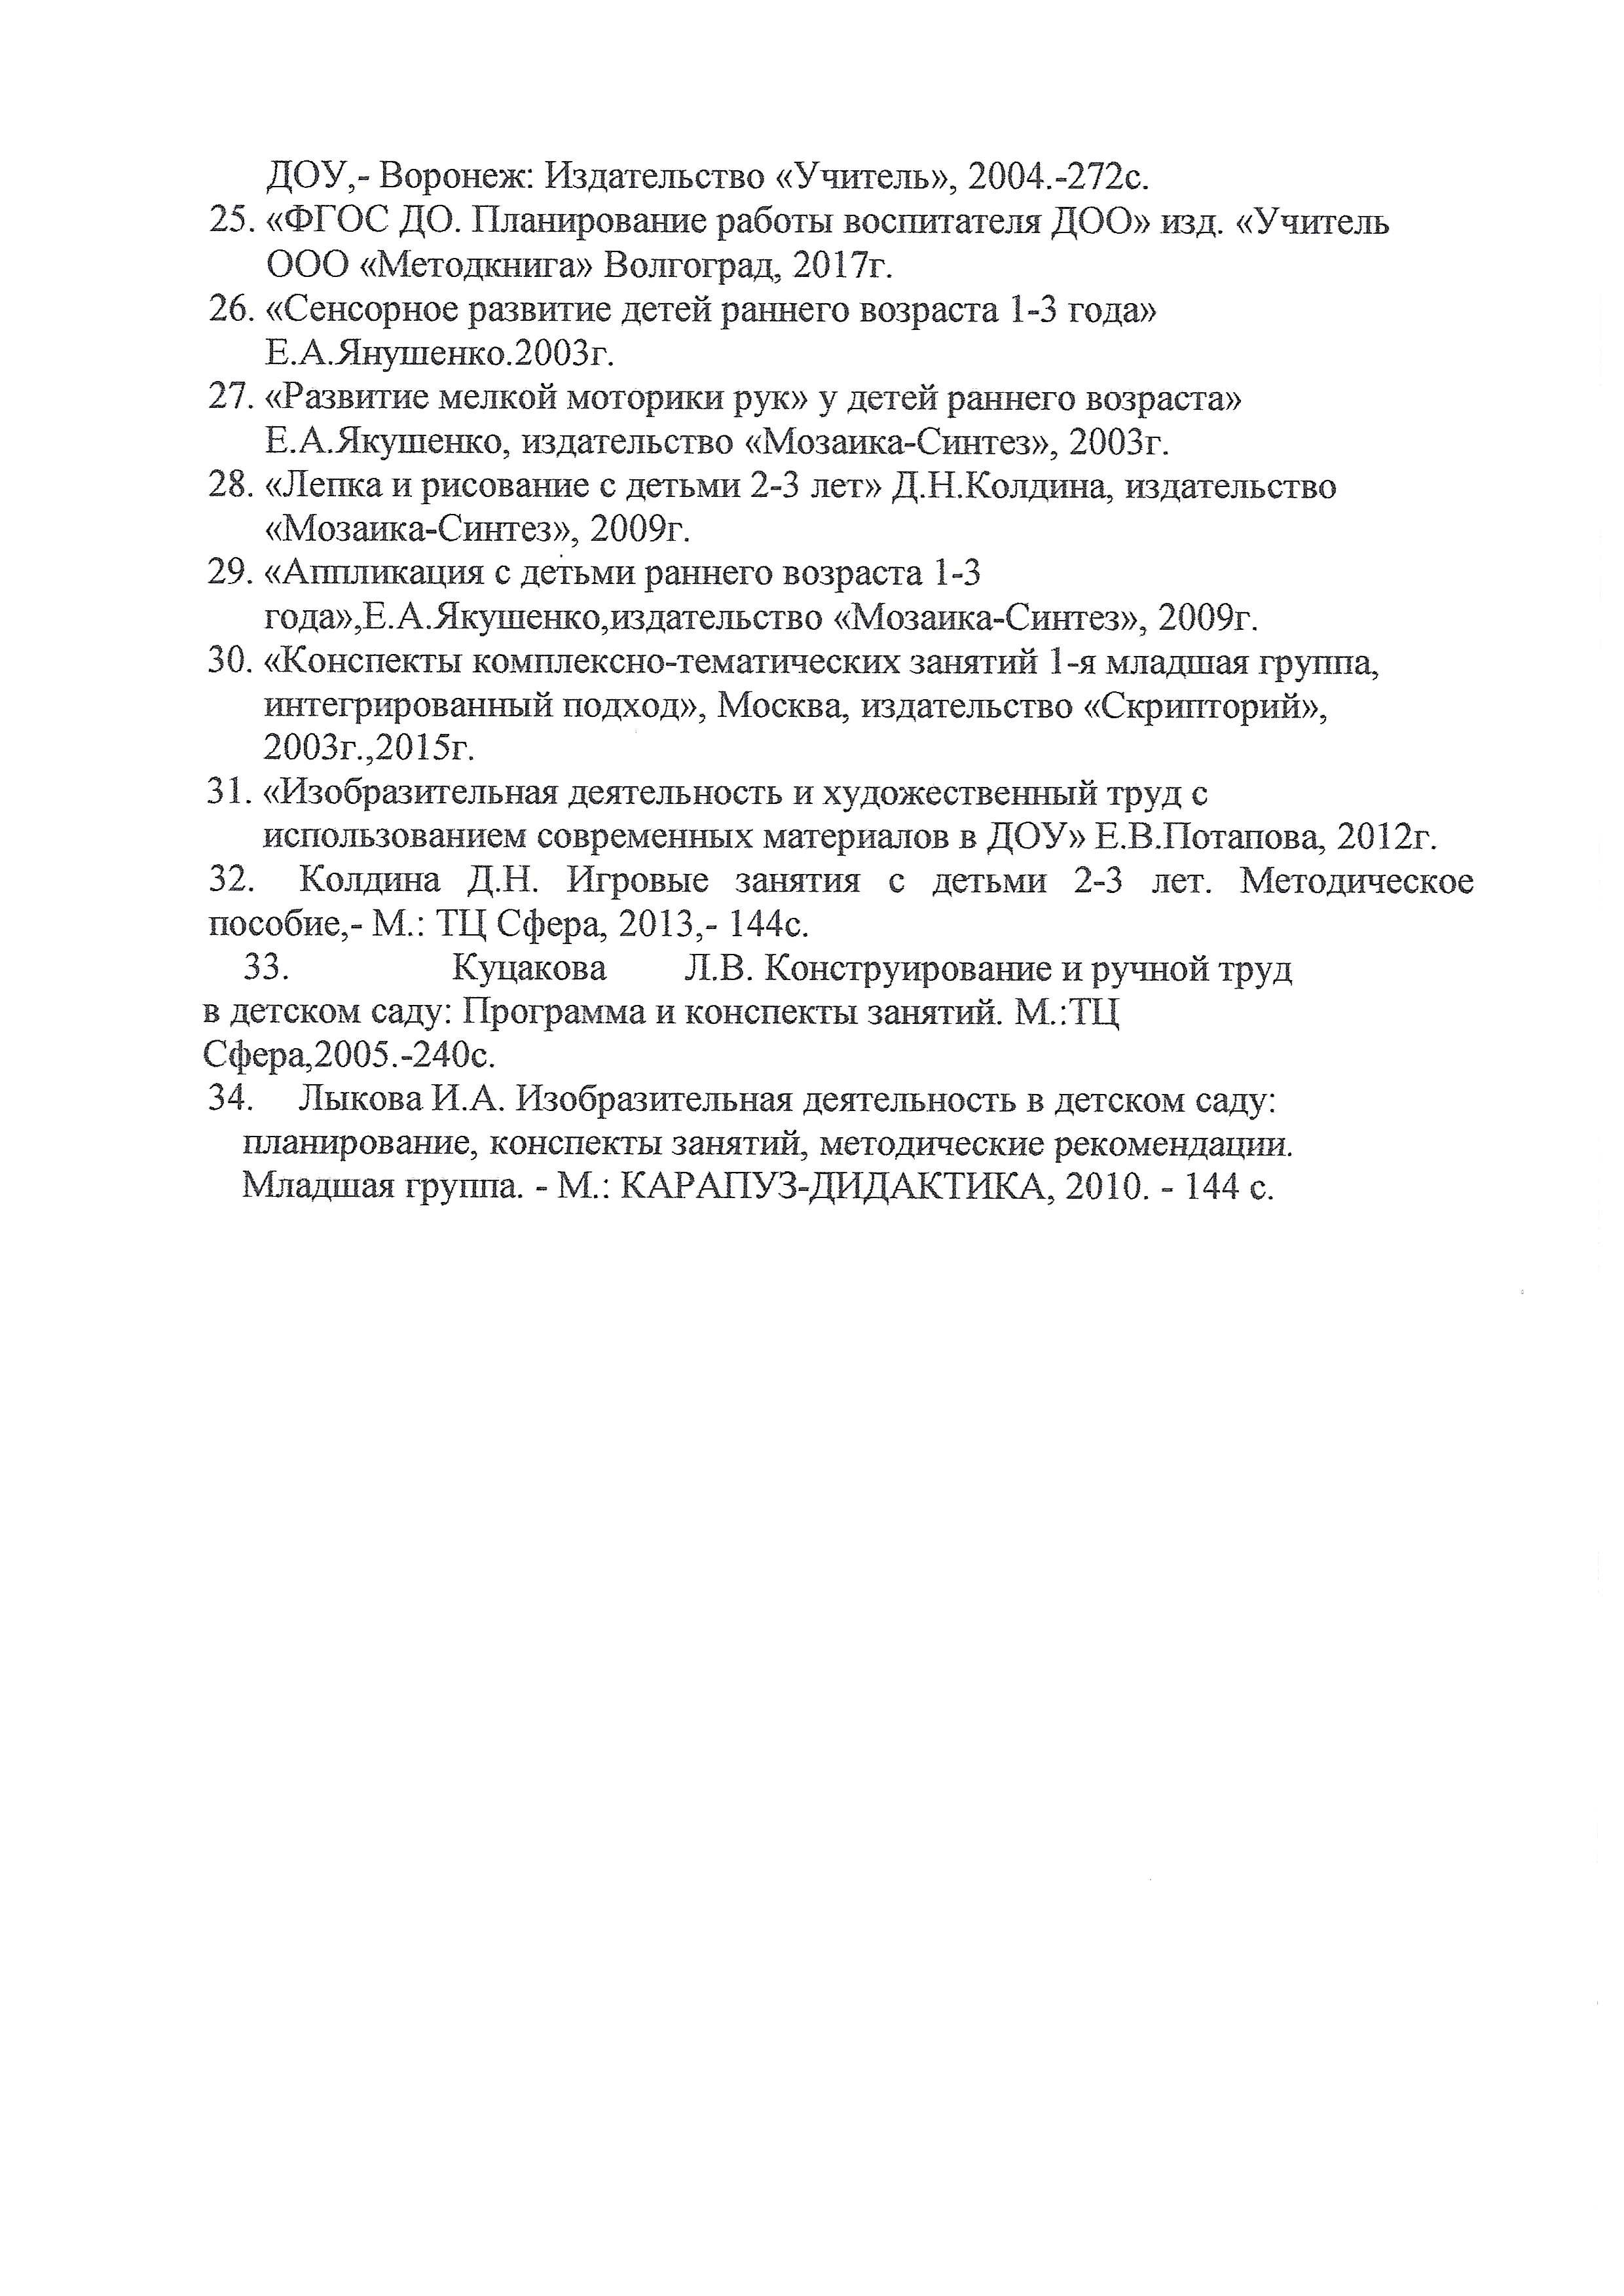 ДОУ,- Воронеж: Издательство «Учитель», 2004.-272с.
25. «ФГОС ДО. Планирование работы воспитателя ДОО» изд. «Учитель
ООО «Методкнига» Волгоград, 2017г.
26. «Сенсорное развитие детей раннего возраста 1-3 года»
Е.А.Янушенко.2003г.
27. «Развитие мелкой моторики рук» у детей раннего возраста»
Е.А.Якушенко, издательство «Мозаика-Синтез», 2003г.
28. «Лепка и рисование с детьми 2-3 лет» Д.Н.Колдина, издательство
«Мозаика-Синтез», 2009г.
29. «Аппликация с детьми раннего возраста 1-3
года»,Е.А.Якушенко,издательство «Мозаика-Синтез», 2009г.
30. «Конспекты комплексно-тематических занятий 1-я младшая группа,
интегрированный подход», Москва, издательство «Скрипторий»,
2003г.,2015г.
31. «Изобразительная деятельность и художественный труд с
использованием современных материалов в ДОУ» Е.В.Потапова, 2012г.
32. Колдина Д.Н. Игровые занятия с детьми 2-3 лет. Методическое
пособие,- М.: ТЦ Сфера, 2013,- 144с.
33. Куцакова Л.В. Конструирование и ручной труд
в детском саду: Программа и конспекты занятий. М.:ТЦ
Сфера,2005.-240с.
34. Лыкова И.А. Изобразительная деятельность в детском саду:
планирование, конспекты занятий, методические рекомендации.
Младшая группа. - М.: КАРАПУЗ-ДИДАКТИКА, 2010. - 144 с.